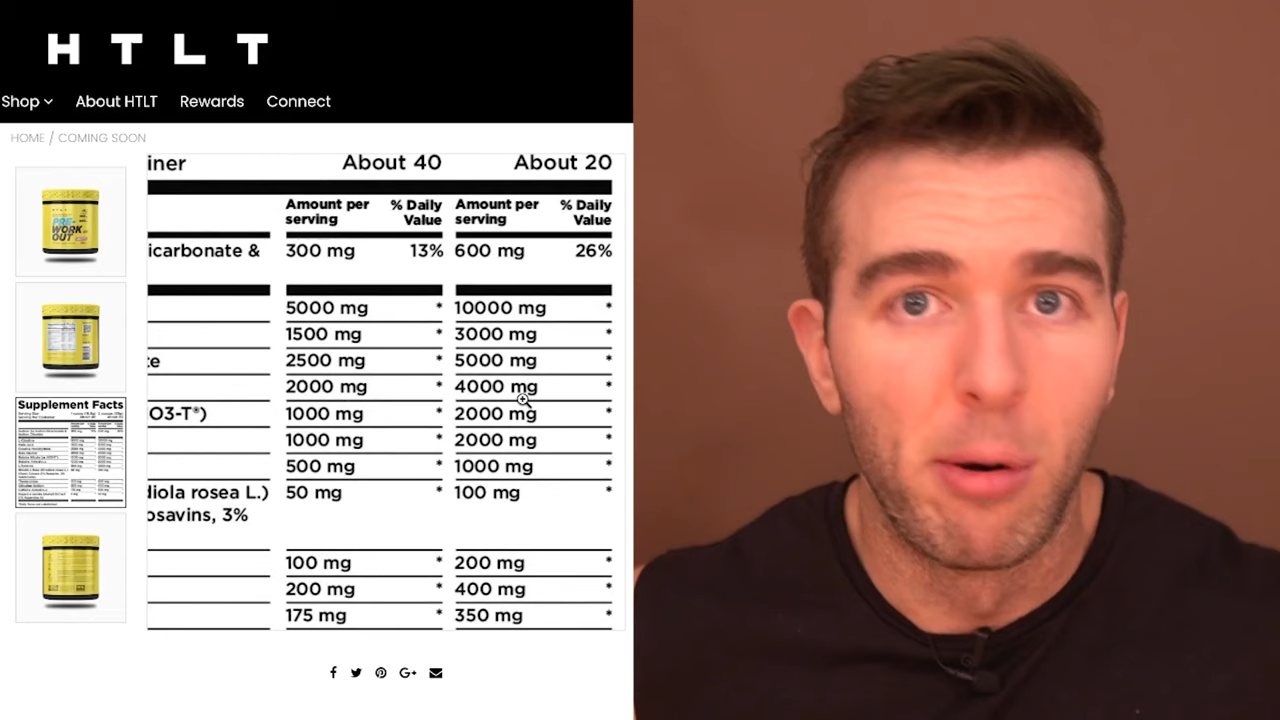 H T L T
Shop About HTLT Rewards Connect
HOME / COMING SOON
iner About 40 About 20
Amount per serving % Daily Value Amount per serving % Daily Value
icarbonate & 300 mg 13% 600 mg 26%
5000 mg * 10000 mg *
1500 mg * 3000 mg *
te 2500 mg * 5000 mg *
2000 mg * 4000 mg *
O3-T®) 1000 mg * 2000 mg *
1000 mg * 2000 mg *
500 mg * 1000 mg *
diola rosea L.) 50 mg * 100 mg *
osavins, 3%
100 mg * 200 mg *
200 mg * 400 mg *
175 mg * 350 mg *
PRE-
WORK
OUT
Supplement Facts